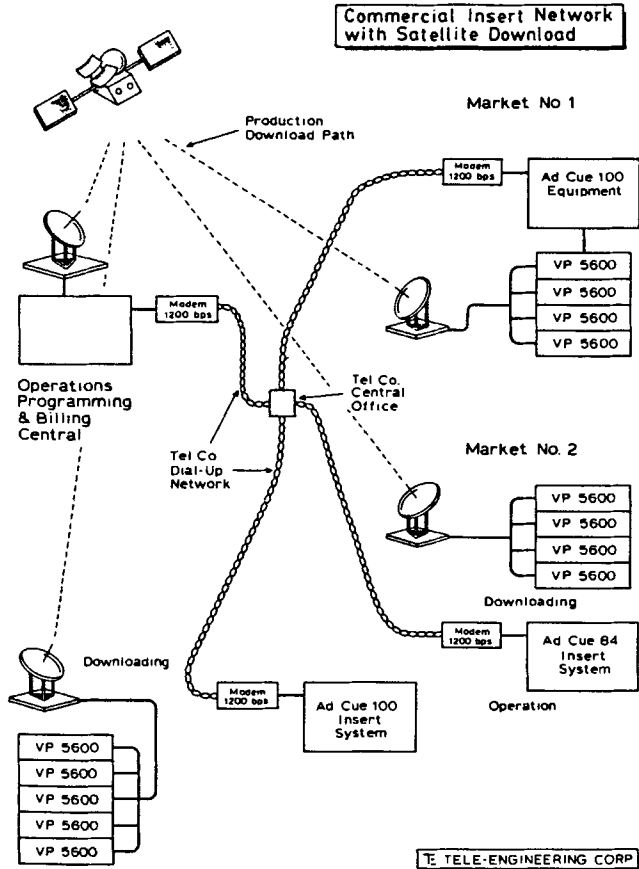 Commercial Insert Network
with Satellite Download
Market No 1
Production
Download Path
Modem
1200 bps
Ad Cue 100
Equipment
VP 5600
VP 5600
VP 5600
VP 5600
Modem
1200 bps
Operations
Programming
& Billing
Central
Tel Co.
Central
Office
Tel Co
Dial-Up
Network
Market No. 2
VP 5600
VP 5600
VP 5600
VP 5600
Downloading
Modem
1200 bps
Ad Cue 84
Insert
System
Operation
Downloading
Modem
1200 bps
Ad Cue 100
Insert
System
VP 5600
VP 5600
VP 5600
VP 5600
VP 5600
TE TELE-ENGINEERING CORP